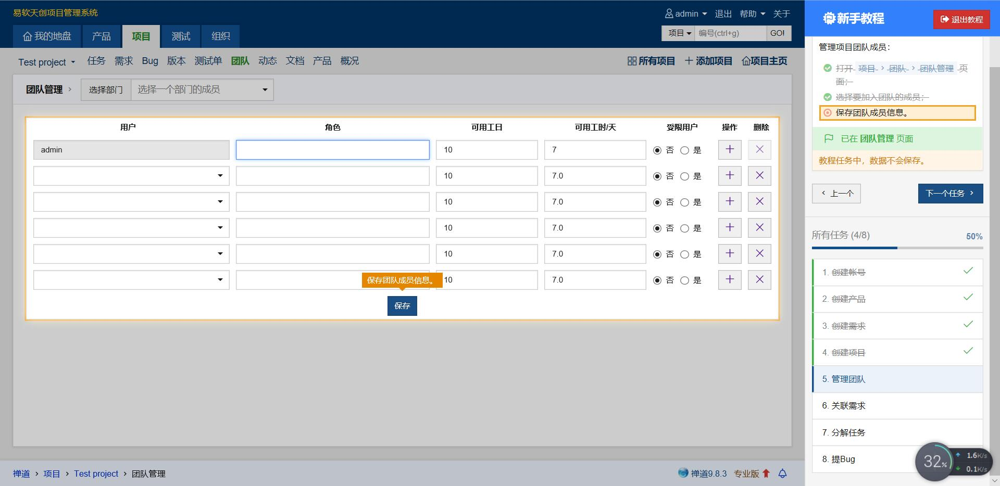 易软天创项目管理系统
admin 退出 帮助 关于
我的地盘 产品 项目 测试 组织
项目 编号(ctrl+g) GO!
Test project 任务 需求 Bug 版本 测试单 团队 动态 文档 产品 概况
所有项目 添加项目 项目主页
团队管理 选择部门 选择一个部门的成员
用户 角色 可用工日 可用工时/天 受限用户 操作 删除
admin 10 7 否 是
10 7.0 否 是
10 7.0 否 是
10 7.0 否 是
10 7.0 否 是
10 7.0 否 是
保存团队成员信息。
保存
禅道 › 项目 › Test project › 团队管理
禅道9.8.3 专业版
新手教程
退出教程
管理项目团队成员:
打开 项目 › 团队 › 团队管理 页
面;
选择要加入团队的成员;
保存团队成员信息。
已在 团队管理 页面
教程任务中，数据不会保存。
上一个
下一个任务
所有任务 (4/8)
50%
1. 创建帐号
2. 创建产品
3. 创建需求
4. 创建项目
5. 管理团队
6. 关联需求
7. 分解任务
8. 提Bug
32%
1.6K/s
0.1K/s